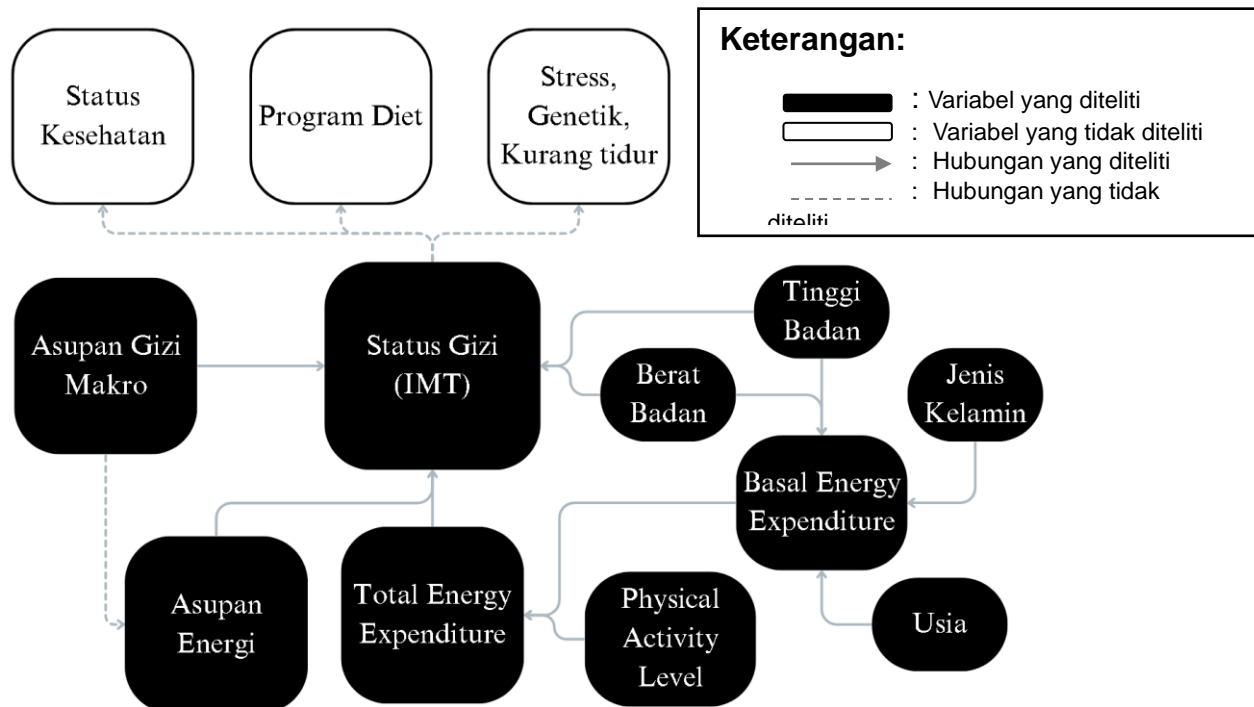 Keterangan:
: Variabel yang diteliti
: Variabel yang tidak diteliti
: Hubungan yang diteliti
: Hubungan yang tidak
diteliti
Status
Kesehatan
Program Diet
Stress,
Genetik,
Kurang tidur
Asupan Gizi
Makro
Status Gizi
(IMT)
Tinggi
Badan
Berat
Badan
Jenis
Kelamin
Basal Energy
Expenditure
Asupan
Energi
Total Energy
Expenditure
Physical
Activity
Level
Usia